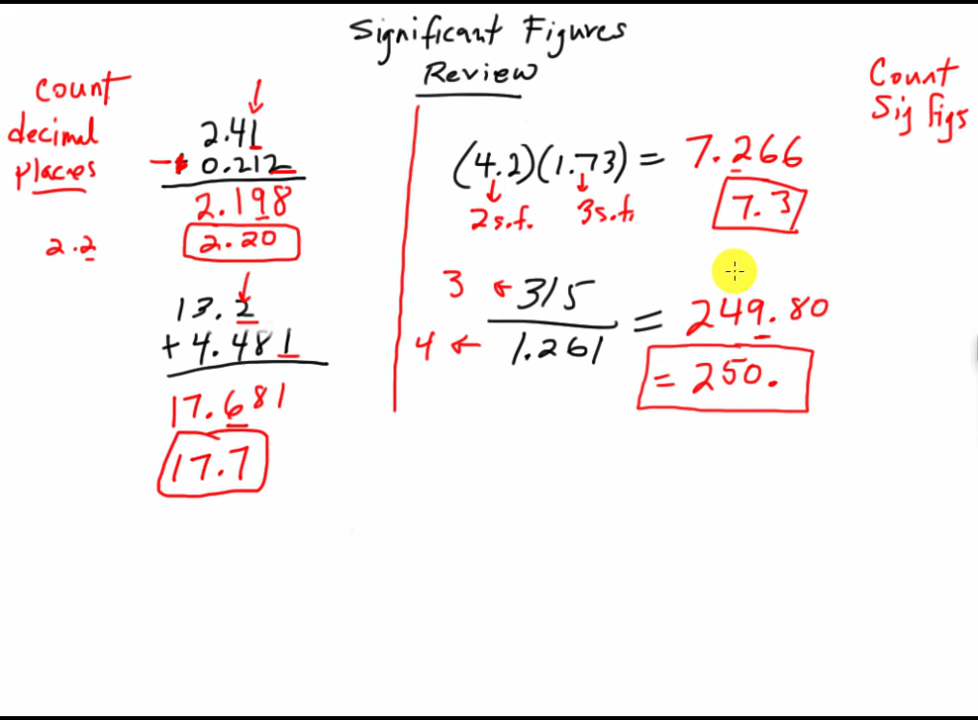 Significant Figures
Review
Count
decimal
places
2.41
- 0.212
2.198
2.20
2.2
13.2
+ 4.481
17.681
17.7
Count
Sig figs
(4.2)(1.73) = 7.266
2 s.f. 3 s.f.
7.3
3 ← 315
4 ← 1.261
= 249.80
= 250.